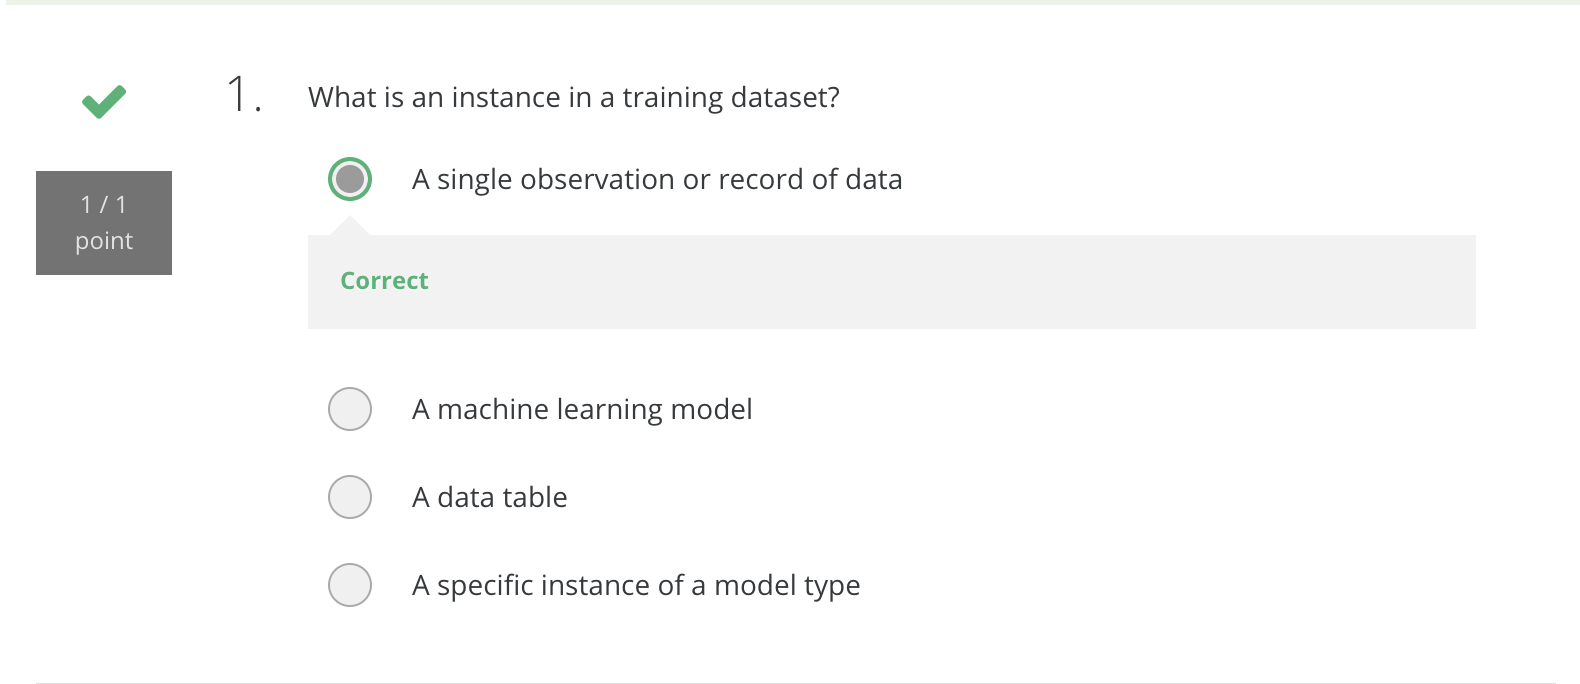 1. What is an instance in a training dataset?
A single observation or record of data
1 / 1
point
Correct
A machine learning model
A data table
A specific instance of a model type